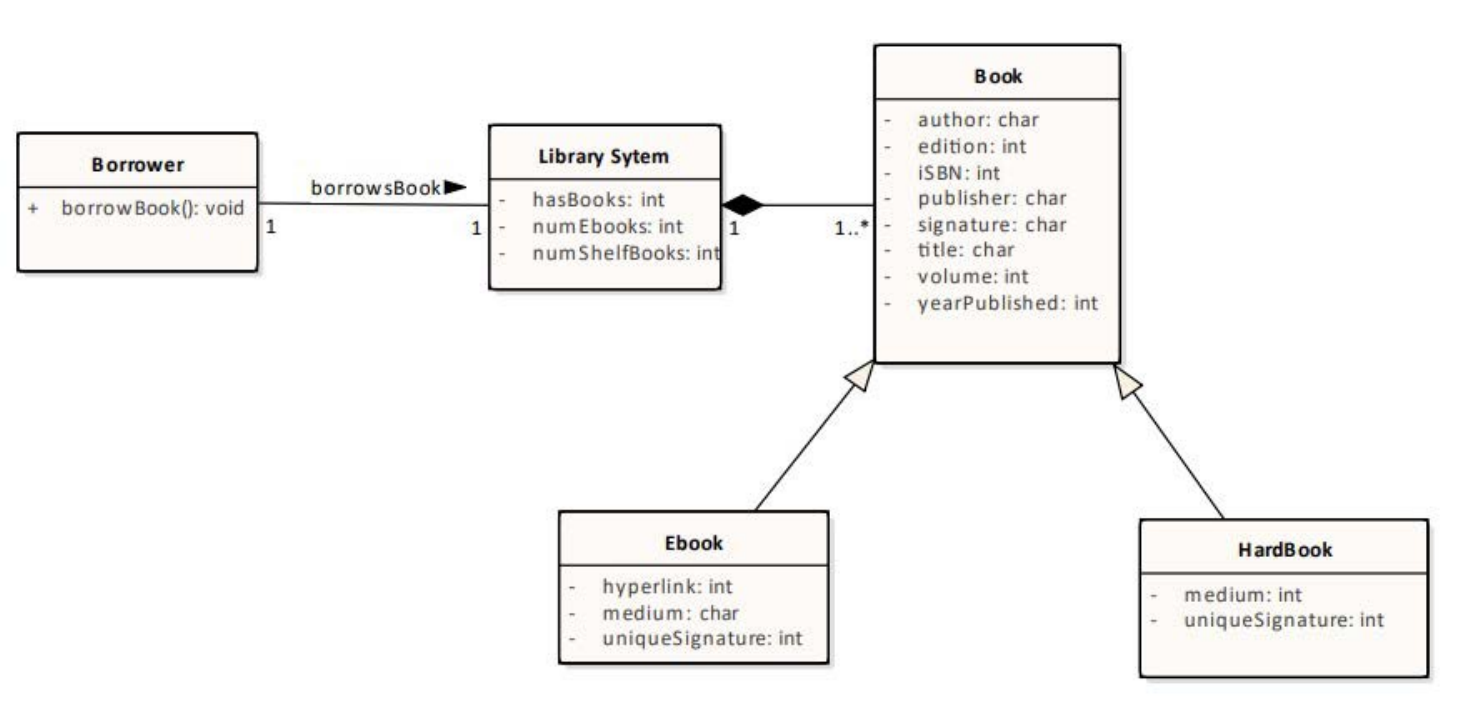 Borrower
+ borrowBook(): void
borrowsBook
1
1
Library Sytem
- hasBooks: int
- numEbooks: int
- numShelfBooks: int
1
1..*
Book
- author: char
- edition: int
- iSBN: int
- publisher: char
- signature: char
- title: char
- volume: int
- yearPublished: int
Ebook
- hyperlink: int
- medium: char
- uniqueSignature: int
HardBook
- medium: int
- uniqueSignature: int